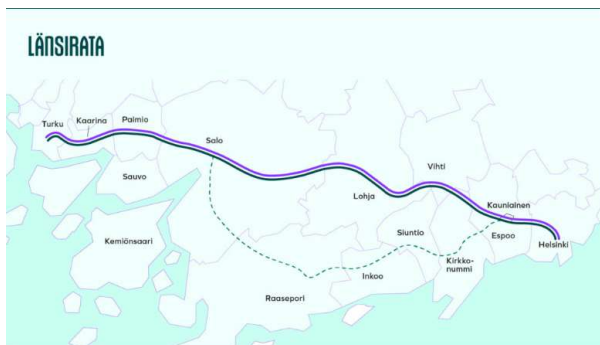 LÄNSIRATA
Turku
Kaarina
Paimio
Salo
Sauvo
Vihti
Lohja
Kauniainen
Kemiönsaari
Siuntio
Espoo
Helsinki
Kirkko-
nummi
Inkoo
Raasepori